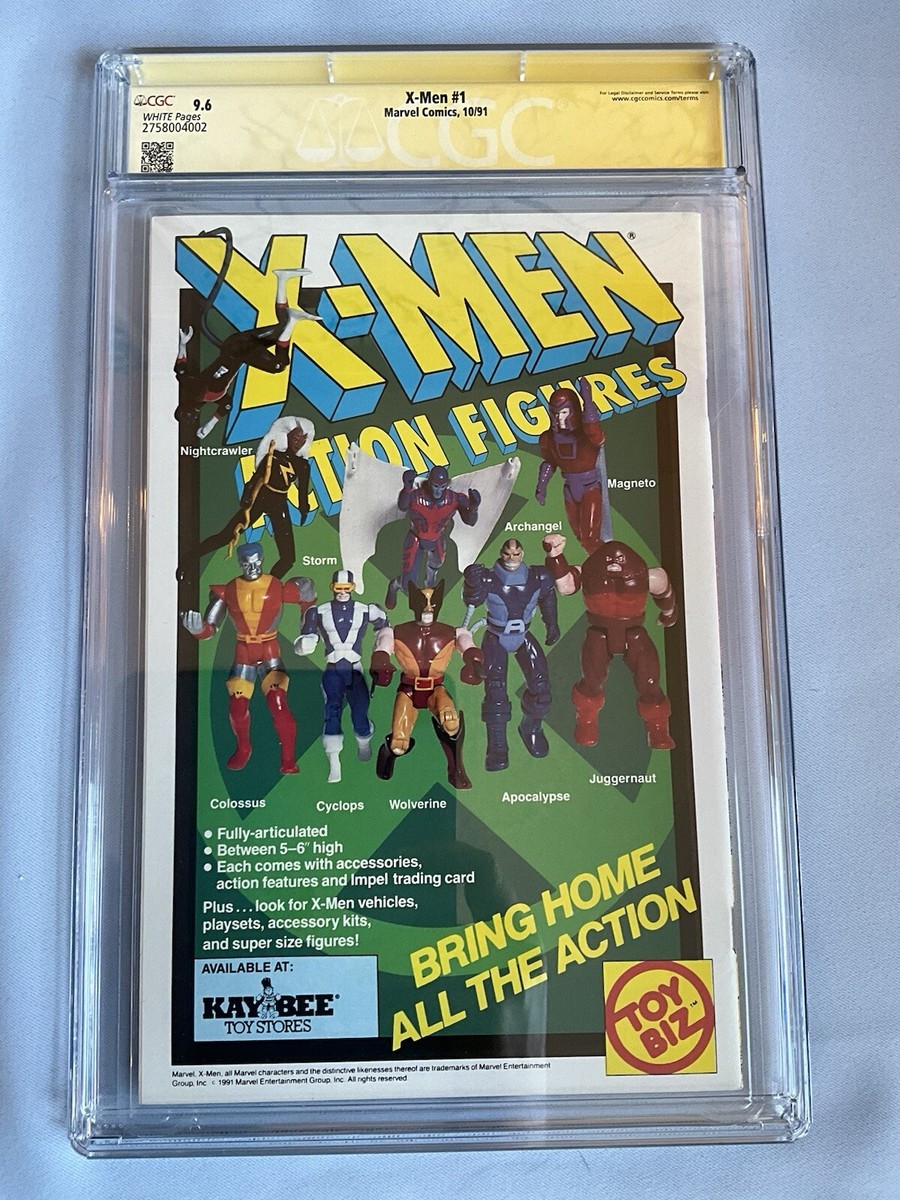 CGC 9.6
WHITE Pages
2758004002
X-Men #1
Marvel Comics, 10/91
For Legal Disclaimer and Service Terms please visit:
www.cgccomics.com/terms
CGC
X-MEN®
ACTION FIGURES
Nightcrawler
Magneto
Archangel
Storm
Juggernaut
Colossus
Cyclops
Wolverine
Apocalypse
• Fully-articulated
• Between 5–6" high
• Each comes with accessories,
action features and Impel trading card
Plus...look for X-Men vehicles,
playsets, accessory kits,
and super size figures!
BRING HOME
ALL THE ACTION
AVAILABLE AT:
KAY BEE®
TOY STORES
TOY
BIZ™
Marvel, X-Men, all Marvel characters and the distinctive likenesses thereof are trademarks of Marvel Entertainment
Group, Inc © 1991 Marvel Entertainment Group, Inc. All rights reserved.